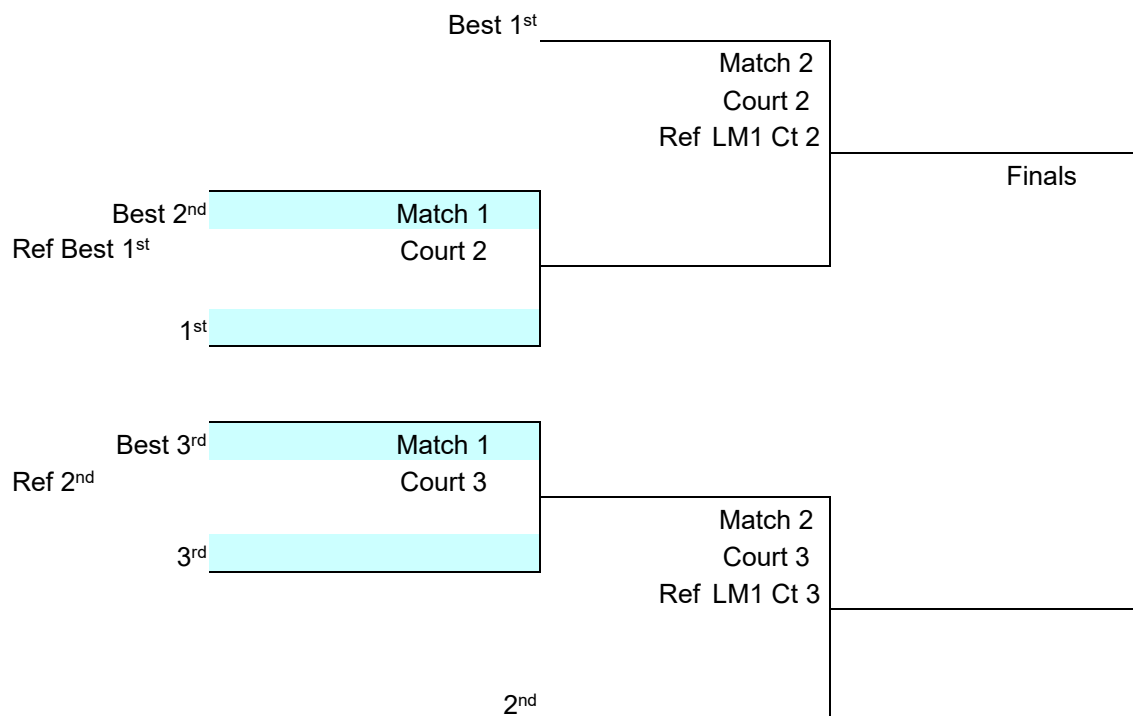 Best 1st
Match 2
Court 2
Ref LM1 Ct 2
Finals
Best 2nd Match 1
Ref Best 1st Court 2
1st
Best 3rd Match 1
Ref 2nd Court 3
Match 2
3rd Court 3
Ref LM1 Ct 3
2nd